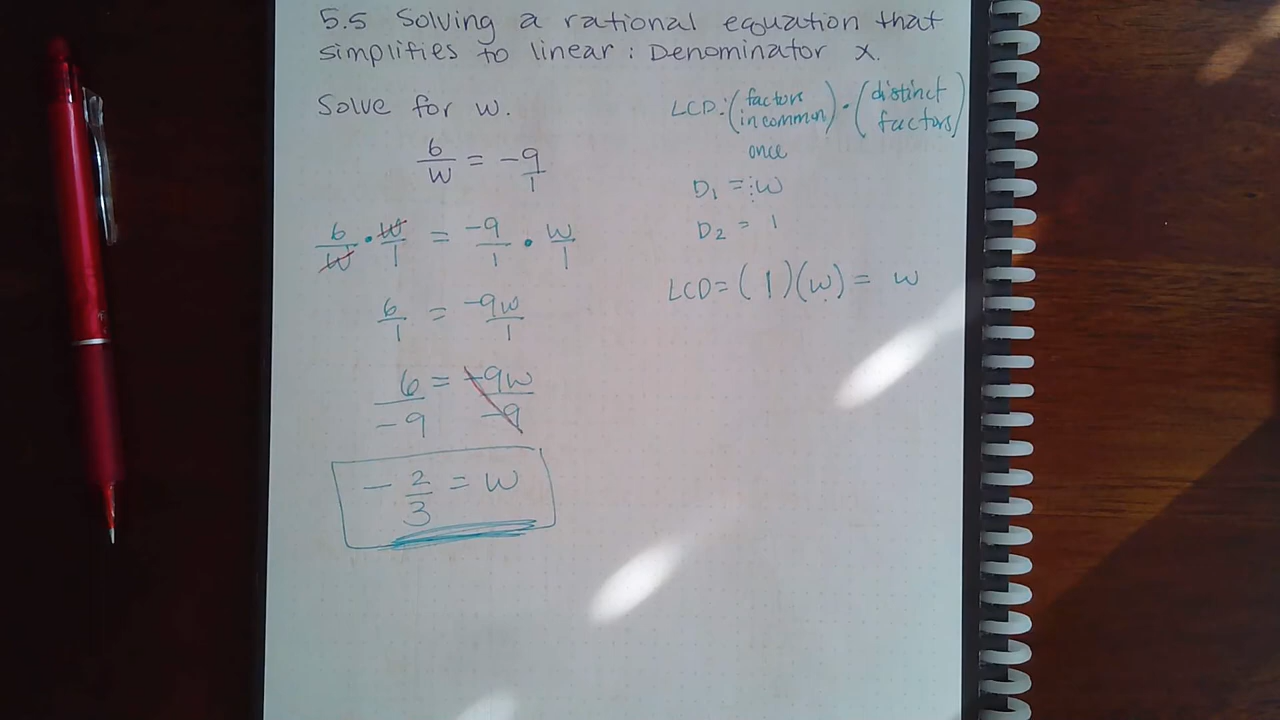 5.5 Solving a rational equation that
simplifies to linear: Denominator x.
Solve for w.
6/w = -9/1
6/w · w/1 = -9/1 · w/1
6/1 = -9w/1
6/-9 = -9w/-9
-2/3 = w
LCD: (factors in common) · (distinct factors)
once
D1 = w
D2 = 1
LCD = (1)(w) = w